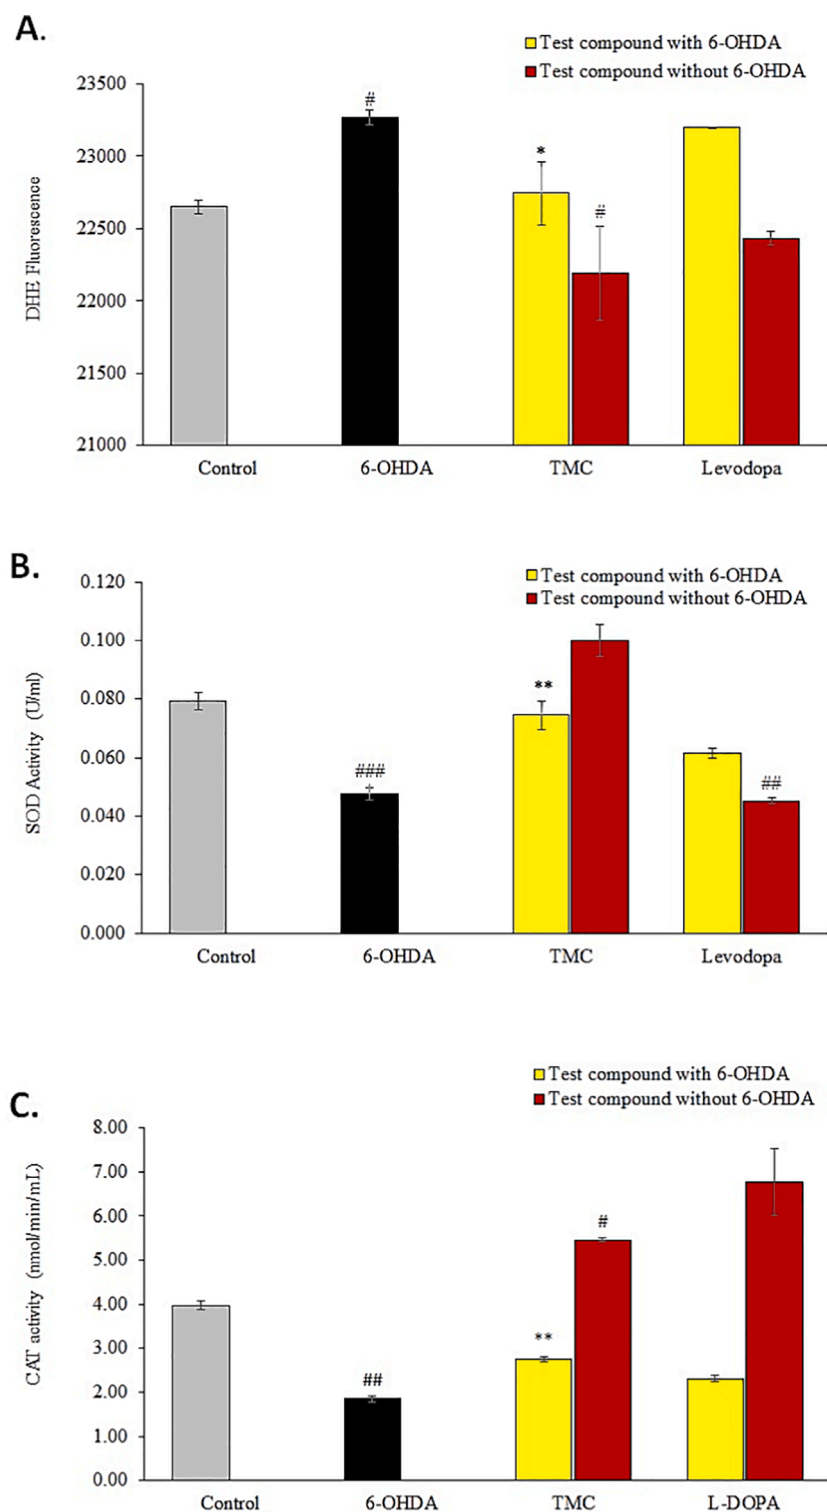 A.
Test compound with 6-OHDA
Test compound without 6-OHDA
23500
23000
22500
22000
21500
21000
DHE Fluorescence
#
*
#
Control 6-OHDA TMC Levodopa
B.
Test compound with 6-OHDA
Test compound without 6-OHDA
0.120
0.100
0.080
0.060
0.040
0.020
0.000
SOD Activity (U/ml)
###
**
##
Control 6-OHDA TMC Levodopa
C.
Test compound with 6-OHDA
Test compound without 6-OHDA
8.00
7.00
6.00
5.00
4.00
3.00
2.00
1.00
0.00
CAT activity (nmol/min/mL)
##
**
#
Control 6-OHDA TMC L-DOPA